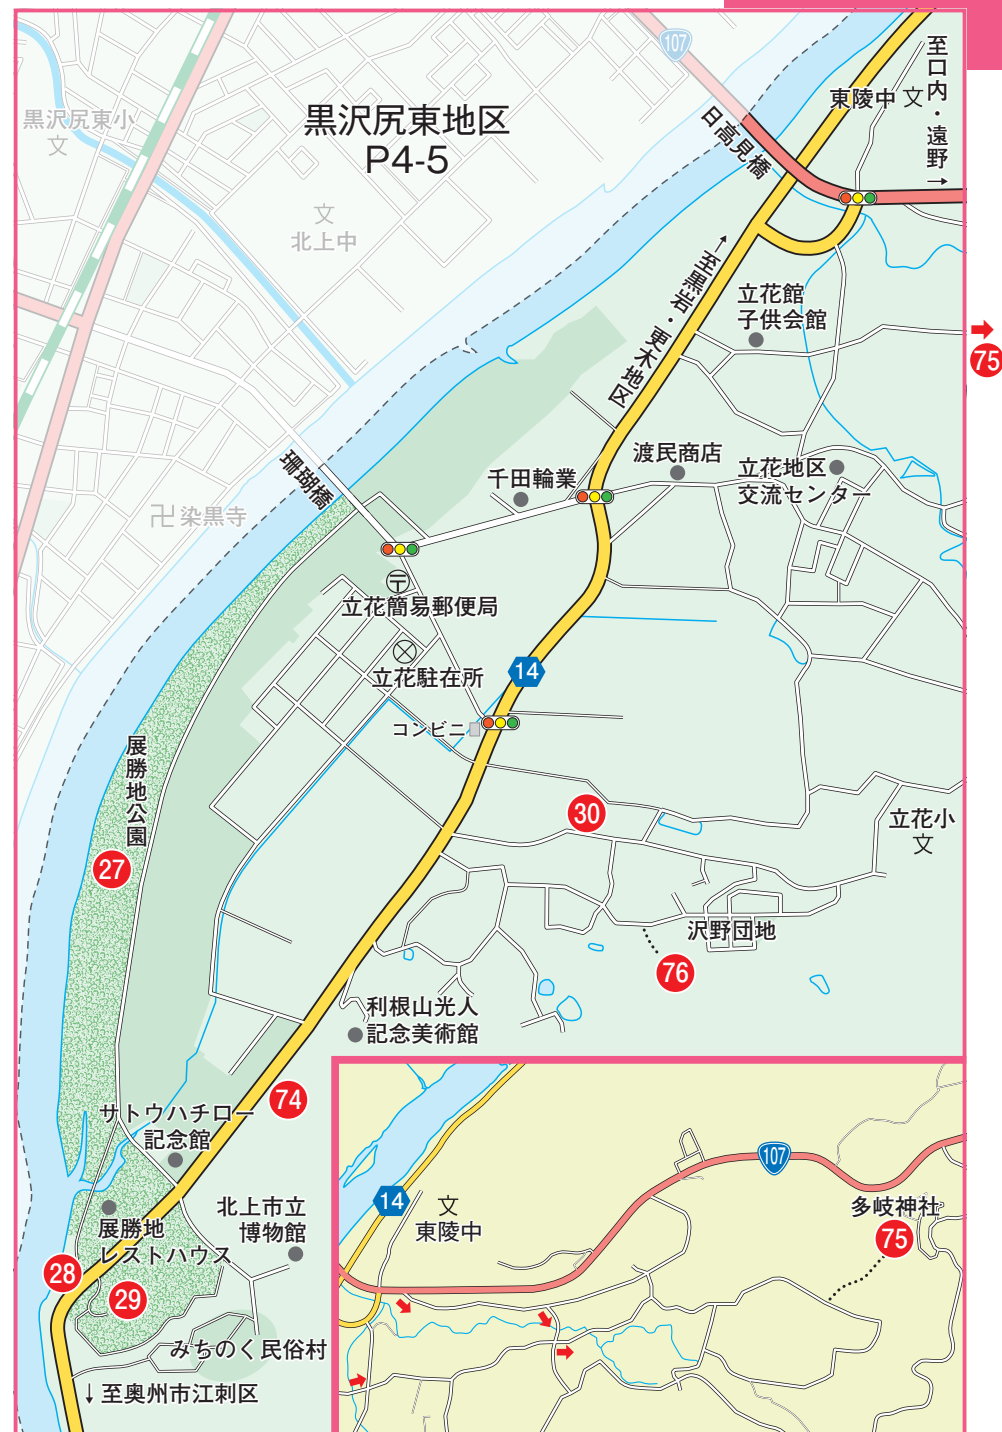 107
至口内・遠野→
東陵中
文
黒沢尻東小
文
黒沢尻東地区
P4-5
日高見橋
文
北上中
←至黒岩・更木地区
立花館
子供会館
75
渡民商店
千田輪業
立花地区
交流センター
珊瑚橋
卍染黒寺
〒
立花簡易郵便局
立花駐在所
14
コンビニ
展勝地公園
27
30
立花小
文
沢野団地
76
利根山光人
記念美術館
74
サトウハチロー
記念館
北上市立
博物館
展勝地
レストハウス
28
29
みちのく民俗村
↓至奥州市江刺区
107
14
文
東陵中
多岐神社
75